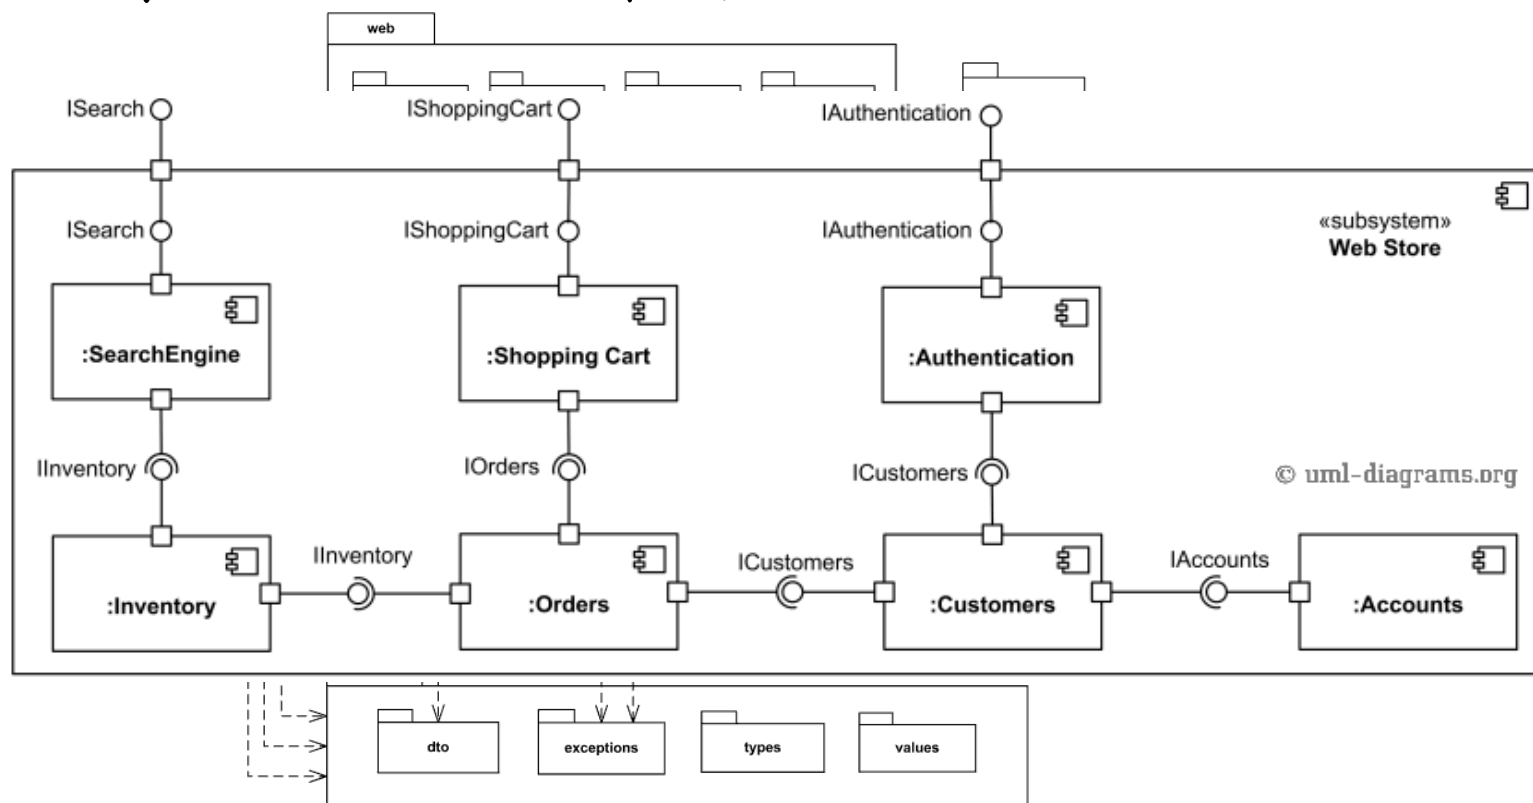 web
ISearch
IShoppingCart
IAuthentication
ISearch
IShoppingCart
IAuthentication
«subsystem»
Web Store
:SearchEngine
:Shopping Cart
:Authentication
IInventory
IOrders
ICustomers
© uml-diagrams.org
IInventory
ICustomers
IAccounts
:Inventory
:Orders
:Customers
:Accounts
dto
exceptions
types
values